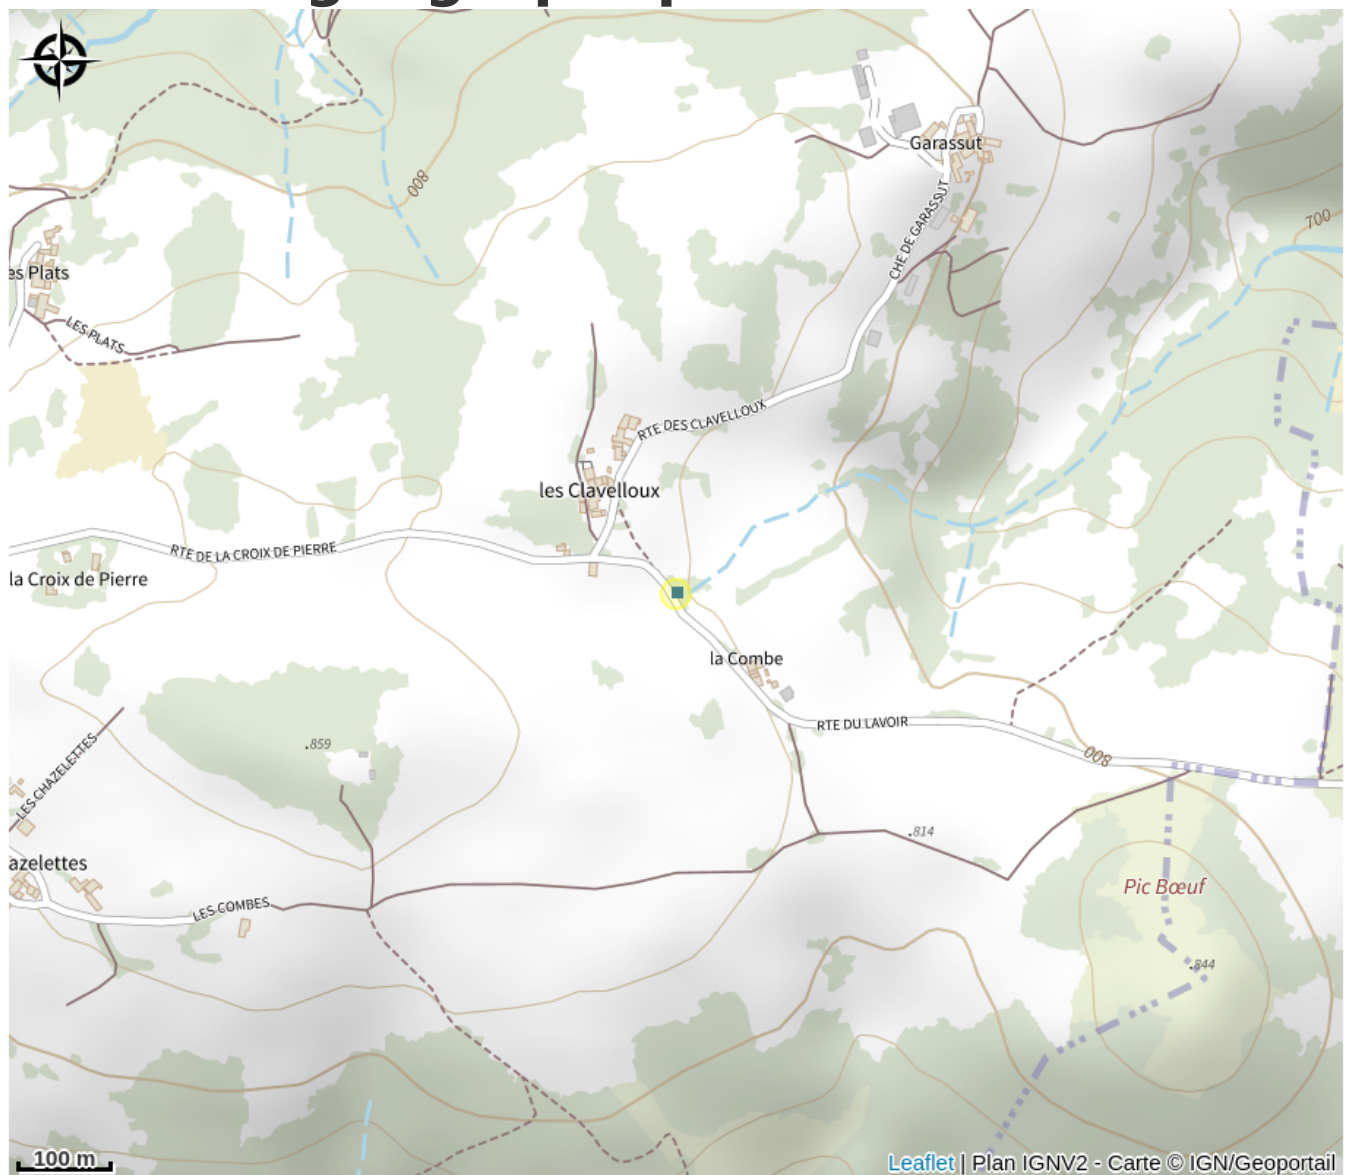 Garassut
008
CHE DE GARASSUT
700
es Plats
LES PLATS
RTE DES CLAVELLOUX
les Clavelloux
RTE DE LA CROIX DE PIERRE
la Croix de Pierre
la Combe
RTE DU LAVOIR
.859
008
LES CHAZELETTES
.814
azelettes
Pic Bœuf
LES COMBES
.844
100 m
Leaflet | Plan IGNV2 - Carte © IGN/Geoportail